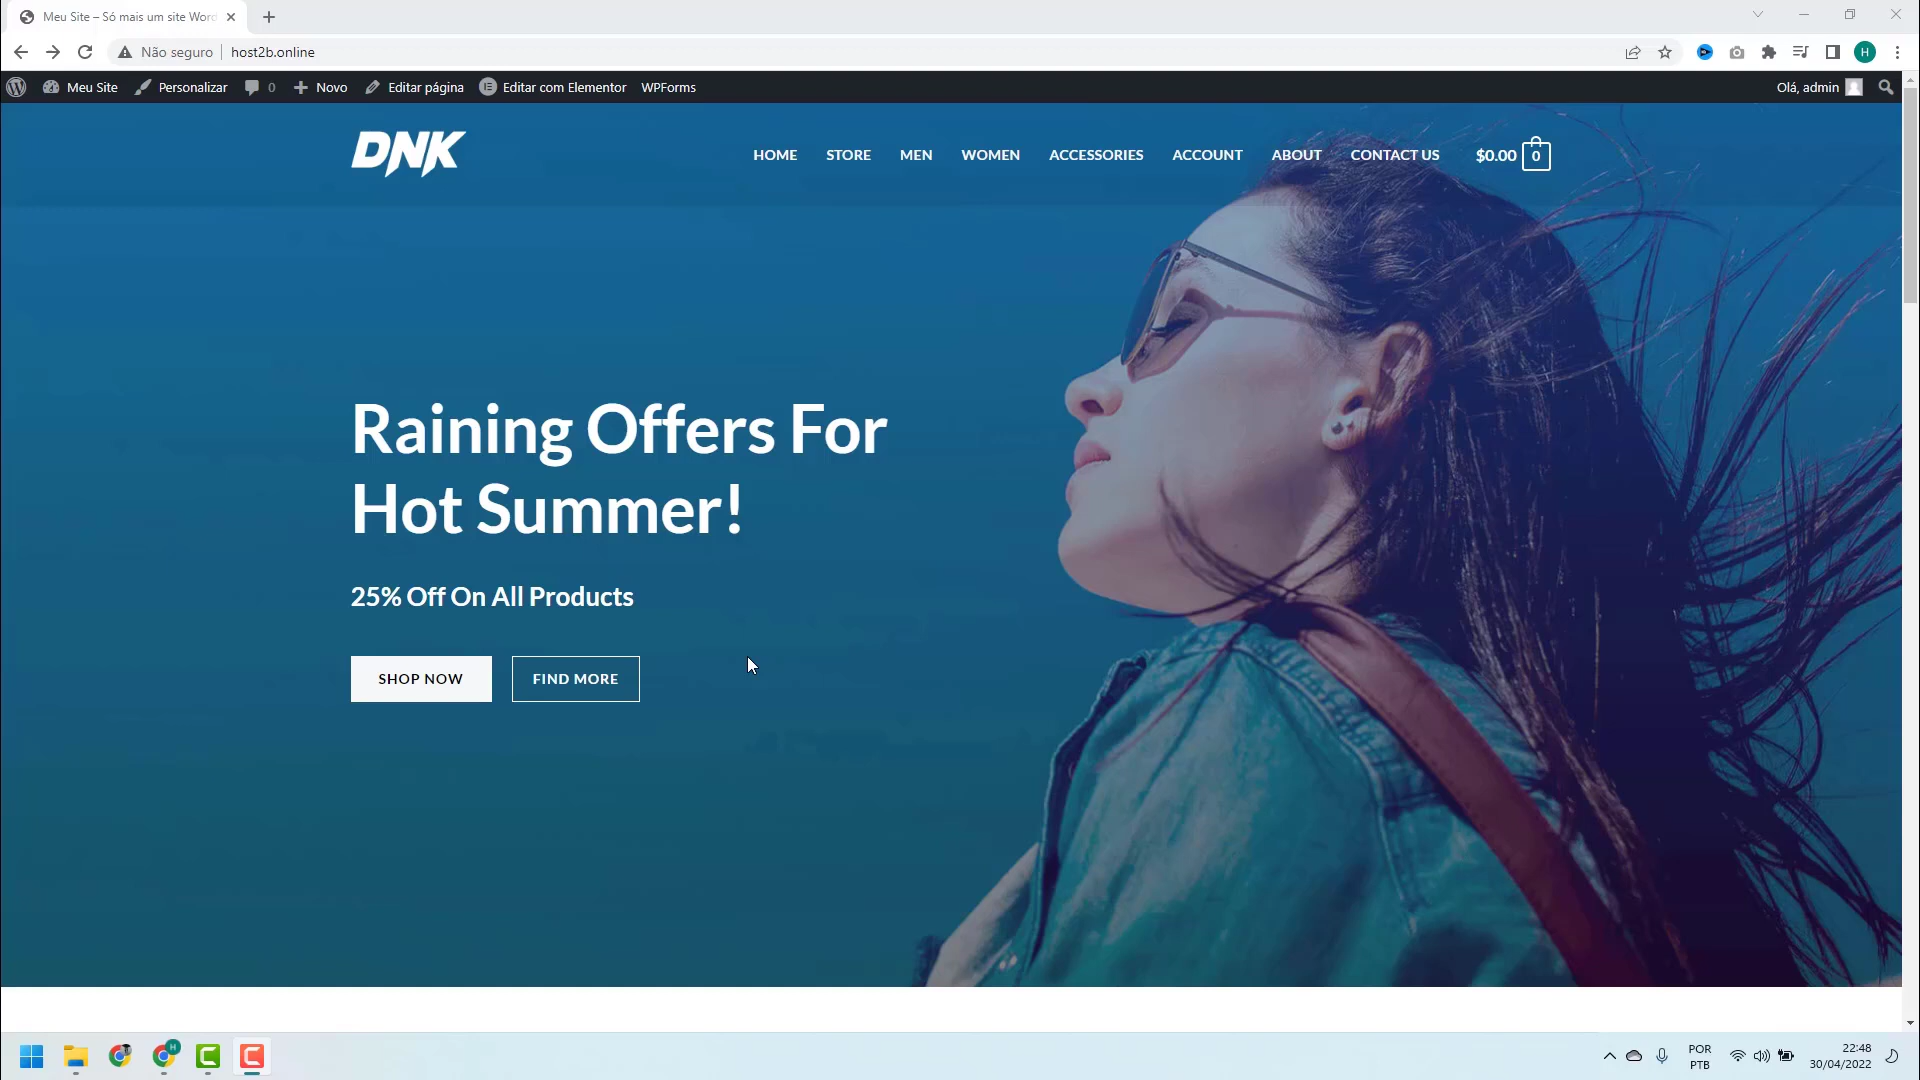 Meu Site – Só mais um site Word
Não seguro
host2b.online
Meu Site
Personalizar
0
Novo
Editar página
Editar com Elementor
WPForms
Olá, admin
H
DNK
HOME
STORE
MEN
WOMEN
ACCESSORIES
ACCOUNT
ABOUT
CONTACT US
$0.00
0
Raining Offers For
Hot Summer!
25% Off On All Products
SHOP NOW
FIND MORE
H
POR
PTB
22:48
30/04/2022